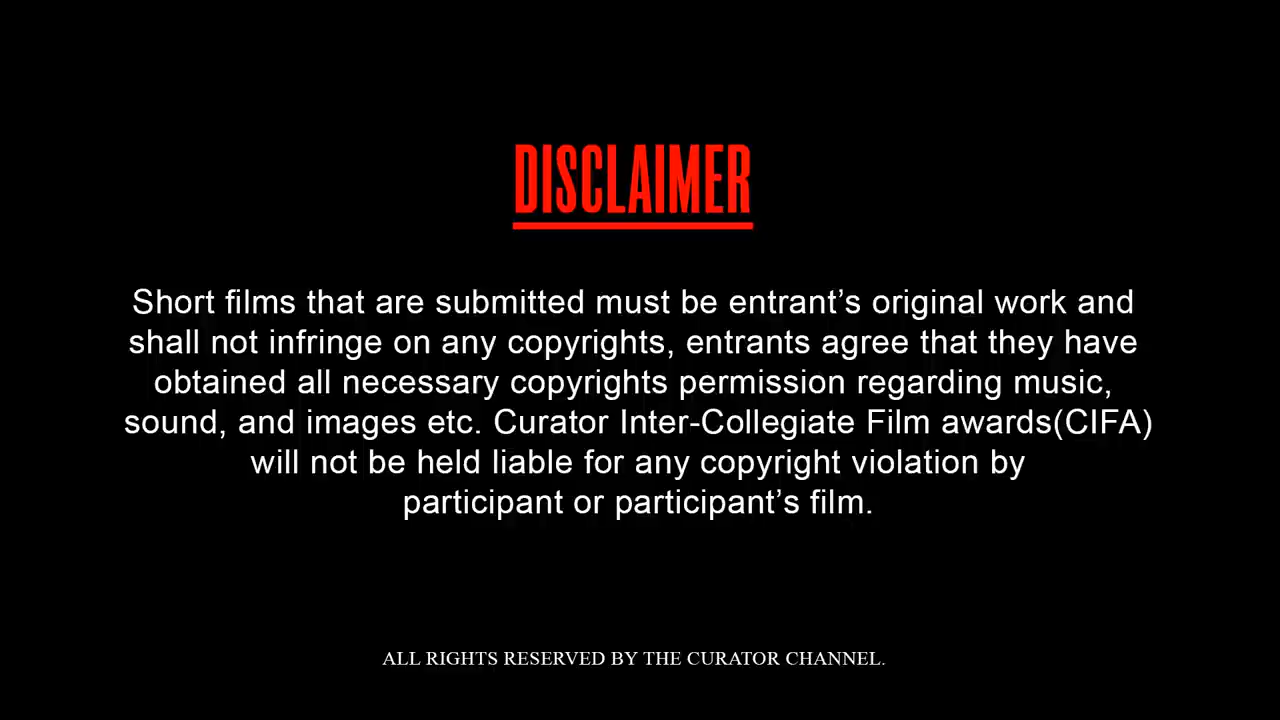 DISCLAIMER
Short films that are submitted must be entrant’s original work and
shall not infringe on any copyrights, entrants agree that they have
obtained all necessary copyrights permission regarding music,
sound, and images etc. Curator Inter-Collegiate Film awards(CIFA)
will not be held liable for any copyright violation by
participant or participant’s film.
ALL RIGHTS RESERVED BY THE CURATOR CHANNEL.